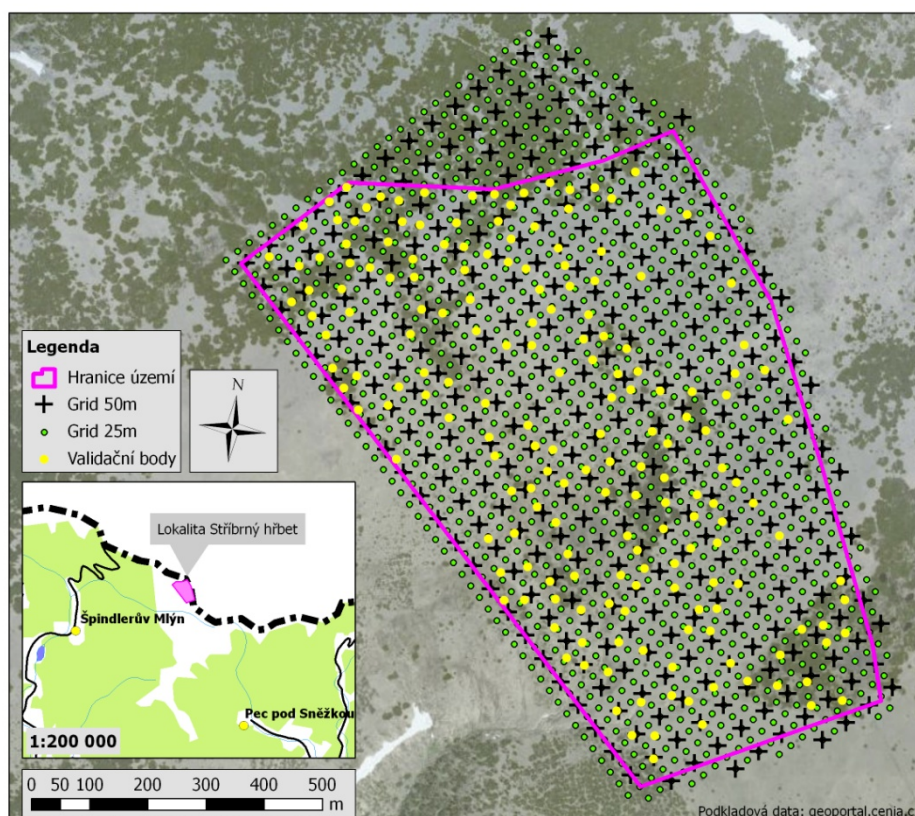 Legenda
Hranice území
Grid 50m
Grid 25m
Validační body
N
Lokalita Stříbrný hřbet
Špindlerův Mlýn
Pec pod Sněžkou
1:200 000
0 50 100 200 300 400 500
m
Podkladová data: geoportal.cenia.c